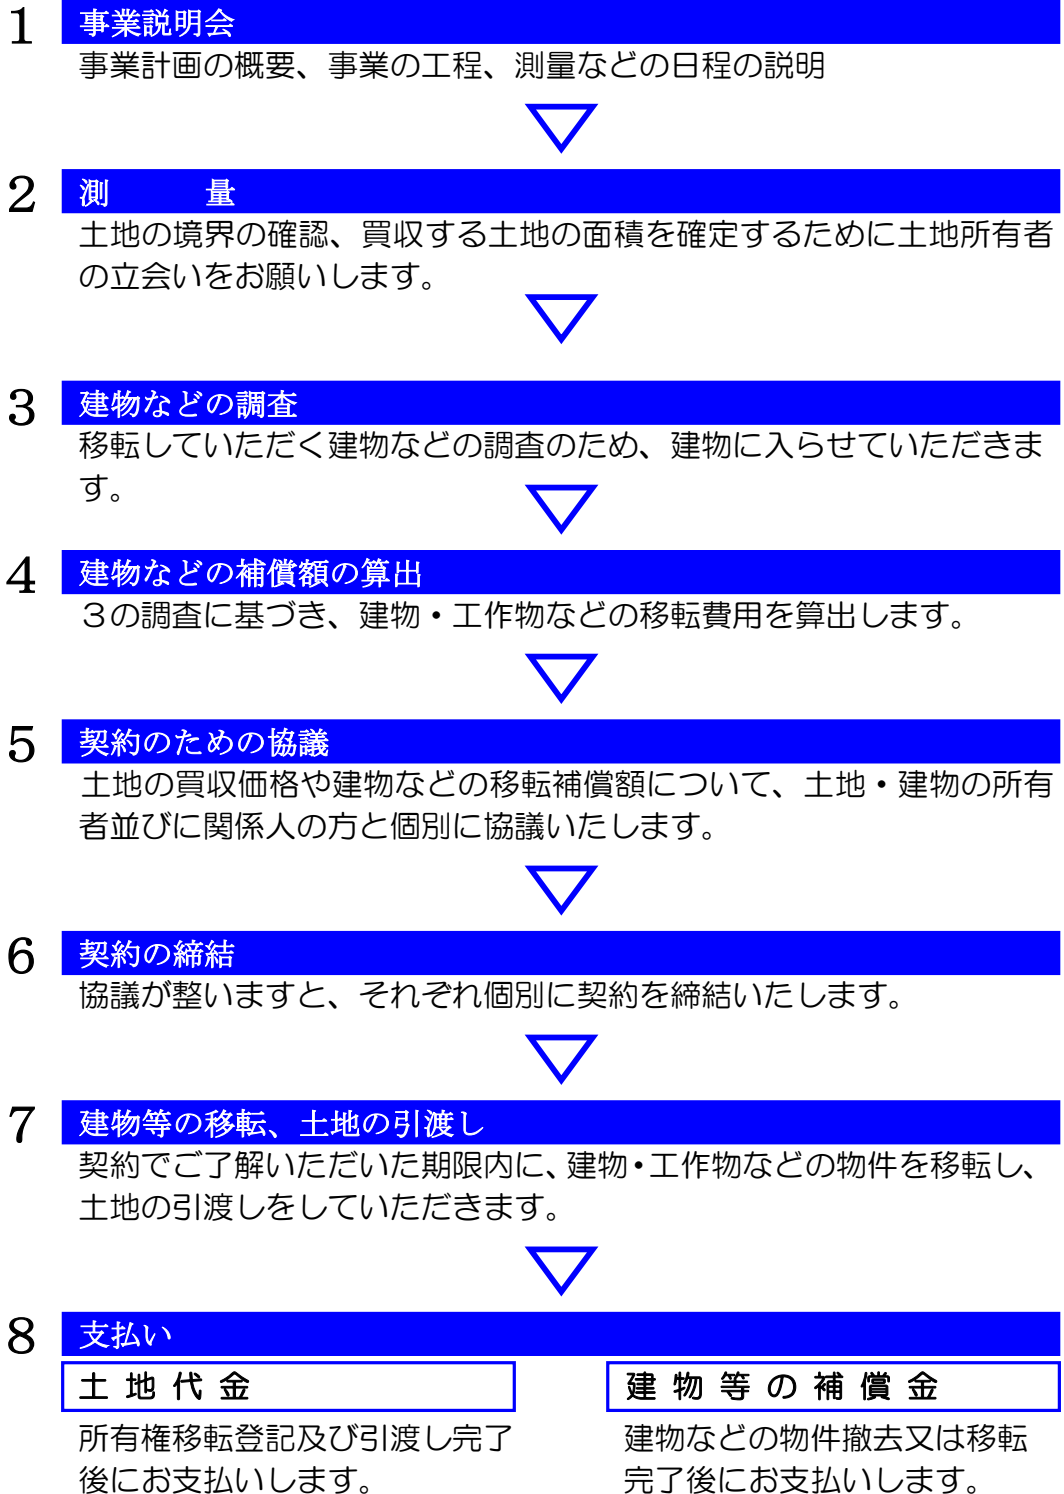 1 事業説明会
事業計画の概要、事業の工程、測量などの日程の説明
2 測　　　量
土地の境界の確認、買収する土地の面積を確定するために土地所有者
の立会いをお願いします。
3 建物などの調査
移転していただく建物などの調査のため、建物に入らせていただきま
す。
4 建物などの補償額の算出
３の調査に基づき、建物・工作物などの移転費用を算出します。
5 契約のための協議
土地の買収価格や建物などの移転補償額について、土地・建物の所有
者並びに関係人の方と個別に協議いたします。
6 契約の締結
協議が整いますと、それぞれ個別に契約を締結いたします。
7 建物等の移転、土地の引渡し
契約でご了解いただいた期限内に、建物・工作物などの物件を移転し、
土地の引渡しをしていただきます。
8 支払い
土 地 代 金
所有権移転登記及び引渡し完了
後にお支払いします。
建 物 等 の 補 償 金
建物などの物件撤去又は移転
完了後にお支払いします。